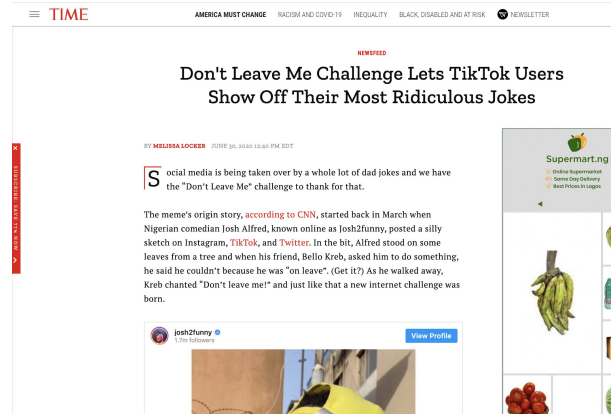 TIME
AMERICA MUST CHANGE RACISM AND COVID-19 INEQUALITY BLACK, DISABLED AND AT RISK NEWSLETTER
NEWSFEED
Don't Leave Me Challenge Lets TikTok Users
Show Off Their Most Ridiculous Jokes
BY MELISSA LOCKER JUNE 30, 2020 12:40 PM EDT
Social media is being taken over by a whole lot of dad jokes and we have
the “Don’t Leave Me” challenge to thank for that.
The meme’s origin story, according to CNN, started back in March when
Nigerian comedian Josh Alfred, known online as Josh2funny, posted a silly
sketch on Instagram, TikTok, and Twitter. In the bit, Alfred stood on some
leaves from a tree and when his friend, Bello Kreb, asked him to do something,
he said he couldn’t because he was “on leave”. (Get it?) As he walked away,
Kreb chanted “Don’t leave me!” and just like that a new internet challenge was
born.
josh2funny
1.7m followers
View Profile
SUBSCRIBE: SAVE 71% NOW
Supermart.ng
Online Supermarket
Same Day Delivery
Best Prices in Lagos